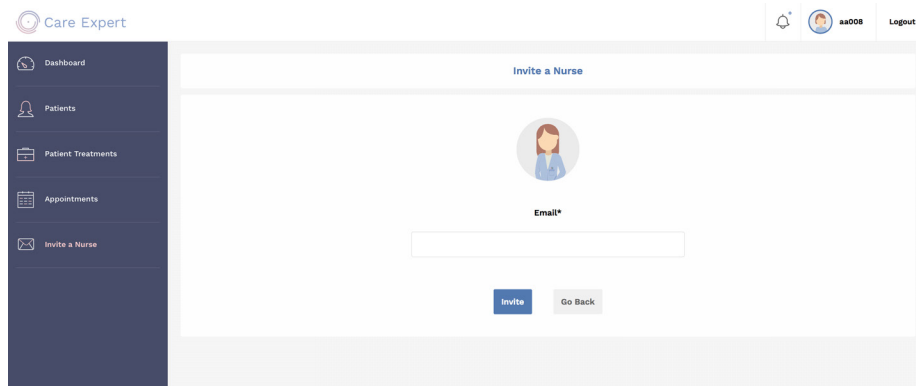 Care Expert
aa008
Logout
Dashboard
Patients
Patient Treatments
Appointments
Invite a Nurse
Invite a Nurse
Email*
Invite
Go Back